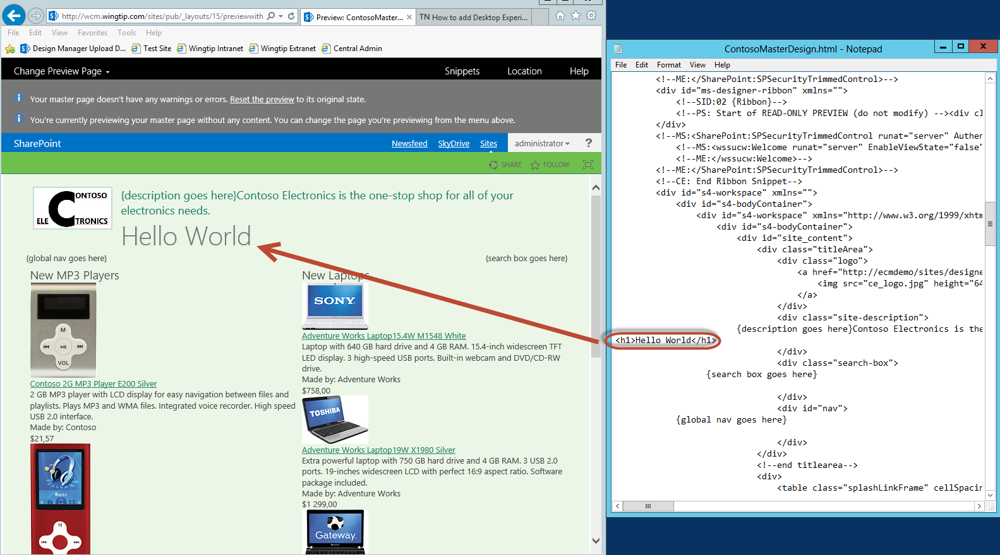 http://wcm.wingtip.com/sites/pub/_layouts/15/previewwith
Preview: ContosoMaster...
TN How to add Desktop Experi...
File Edit View Favorites Tools Help
Design Manager Upload D... Test Site Wingtip Intranet Wingtip Extranet Central Admin
Change Preview Page
Snippets Location Help
Your master page doesn't have any warnings or errors. Reset the preview to its original state.
You're currently previewing your master page without any content. You can change the page you're previewing from the menu above.
SharePoint
Newsfeed SkyDrive Sites administrator ?
SHARE FOLLOW
CONTOSO
ELECTRONICS
{description goes here}Contoso Electronics is the one-stop shop for all of your
electronics needs.
Hello World
{global nav goes here}
{search box goes here}
New MP3 Players
M
VOL
Contoso 2G MP3 Player E200 Silver
2 GB MP3 player with LCD display for easy navigation between files and
playlists. Plays MP3 and WMA files. Integrated voice recorder. High speed
USB 2.0 interface.
Made by: Contoso
$21,57
Music
M
New Laptops
SONY
Adventure Works Laptop15.4W M1548 White
Laptop with 640 GB hard drive and 4 GB RAM. 15.4-inch widescreen TFT
LED display. 3 high-speed USB ports. Built-in webcam and DVD/CD-RW
drive.
Made by: Adventure Works
$758,00
TOSHIBA
Adventure Works Laptop19W X1980 Silver
Extra powerful laptop with 750 GB hard drive and 4 GB RAM. 3 USB 2.0
ports. 19-inches widescreen LCD with perfect 16:9 aspect ratio. Software
package included.
Made by: Adventure Works
$1 299,00
Gateway.
ContosoMasterDesign.html - Notepad
File Edit Format View Help
<!--ME:</SharePoint:SPSecurityTrimmedControl>-->
<div id="ms-designer-ribbon" xmlns="">
<!--SID:02 {Ribbon}-->
<!--PS: Start of READ-ONLY PREVIEW (do not modify) --><div cl
</div>
<!--MS:<SharePoint:SPSecurityTrimmedControl runat="server" Auther
<!--MS:<wssucw:Welcome runat="server" EnableViewState="false"
<!--ME:</wssucw:Welcome>-->
<!--ME:</SharePoint:SPSecurityTrimmedControl>-->
<!--CE: End Ribbon Snippet-->
<div id="s4-workspace" xmlns="">
<div id="s4-bodyContainer">
<div id="s4-workspace" xmlns="http://www.w3.org/1999/xhtm
<div id="s4-bodyContainer">
<div id="site_content">
<div class="titleArea">
<div class="logo">
<a href="http://ecmdemo/sites/designe
<img src="ce_logo.jpg" height="64
</a>
</div>
<div class="site-description">
{description goes here}Contoso Electronics is the
<h1>Hello World</h1>
</div>
<div class="search-box">
{search box goes here}
</div>
<div id="nav">
{global nav goes here}
</div>
</div>
<!--end titlearea-->
<div>
<table class="splashLinkFrame" cellSpacin